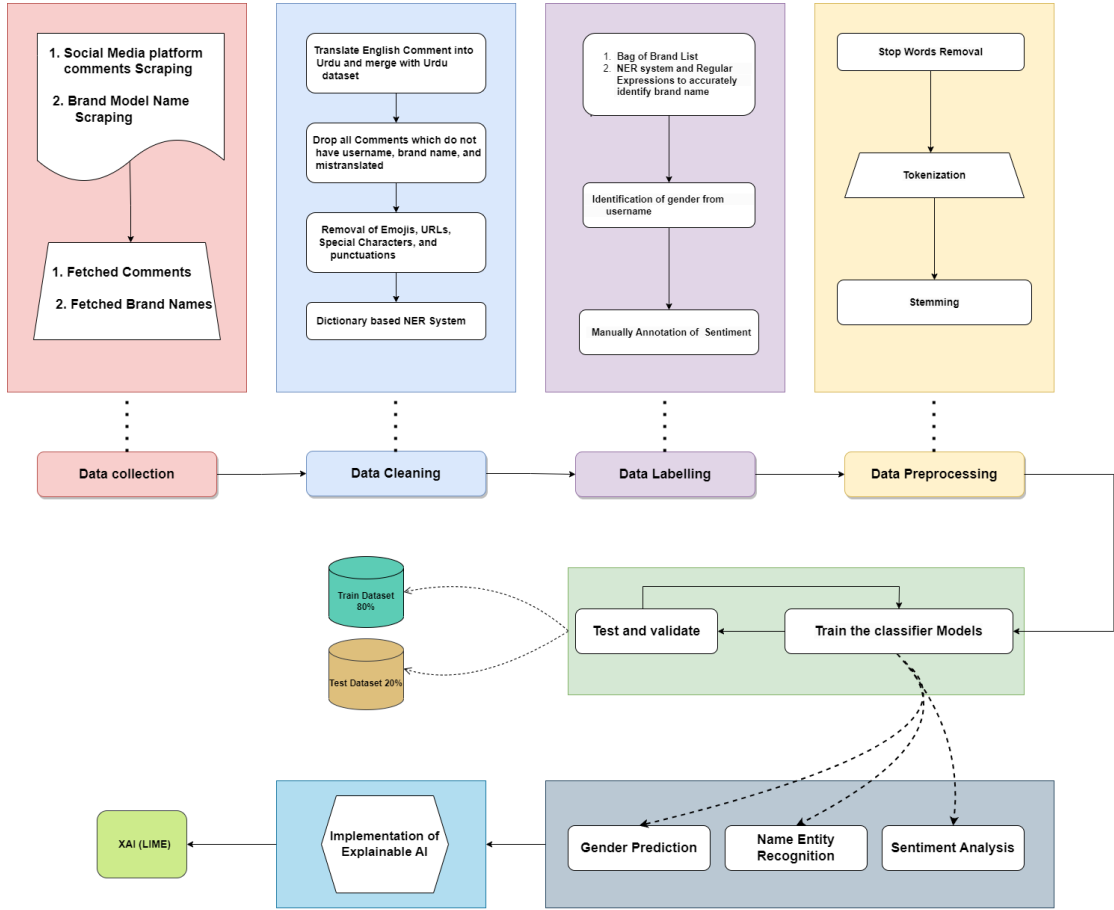 1. Social Media platform
comments Scraping
2. Brand Model Name
Scraping
1. Fetched Comments
2. Fetched Brand Names
Translate English Comment into
Urdu and merge with Urdu
dataset
Drop all Comments which do not
have username, brand name, and
mistranslated
Removal of Emojis, URLs,
Special Characters, and
punctuations
Dictionary based NER System
1. Bag of Brand List
2. NER system and Regular
Expressions to accurately
identify brand name
Identification of gender from
username
Manually Annotation of Sentiment
Stop Words Removal
Tokenization
Stemming
Data collection
Data Cleaning
Data Labelling
Data Preprocessing
Train Dataset
80%
Test Dataset 20%
Test and validate
Train the classifier Models
XAI (LIME)
Implementation of
Explainable AI
Gender Prediction
Name Entity
Recognition
Sentiment Analysis